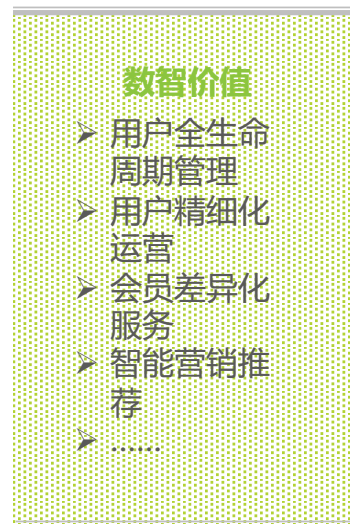 数智价值
➢ 用户全生命
周期管理
➢ 用户精细化
运营
➢ 会员差异化
服务
➢ 智能营销推
荐
➢ ……